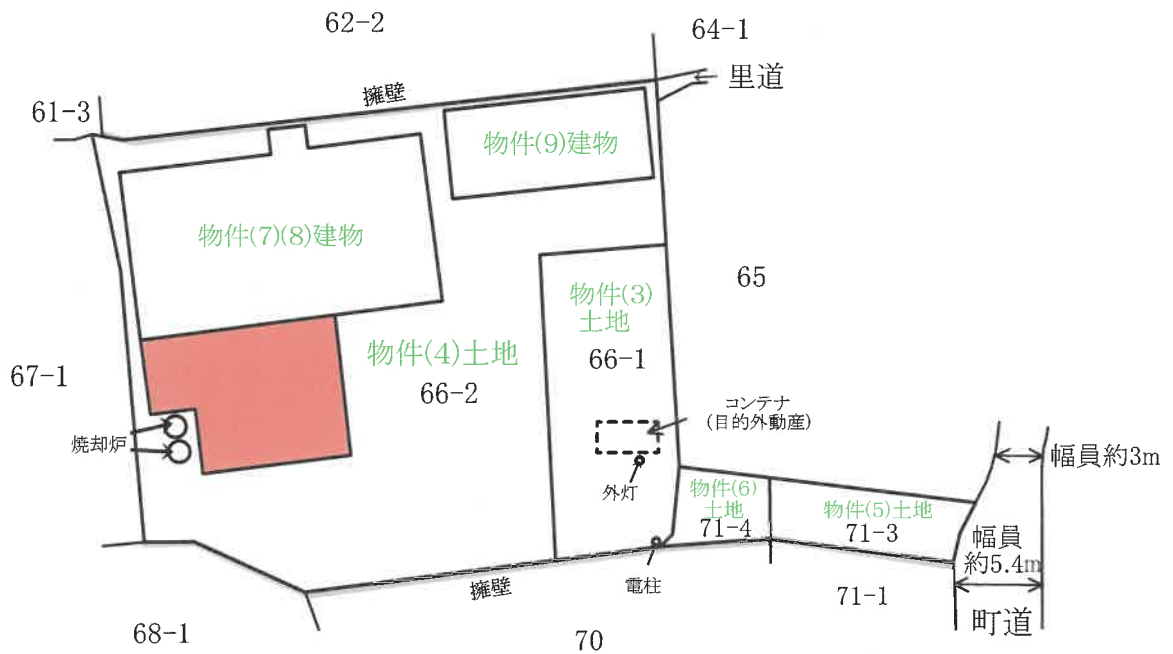 62-2
64-1
里道
擁壁
61-3
物件(9)建物
物件(7)(8)建物
65
物件(3)
土地
物件(4)土地
66-1
67-1
66-2
コンテナ
(目的外動産)
焼却炉
幅員約3m
外灯
物件(6)
土地
物件(5)土地
71-4
71-3
幅員
約5.4m
擁壁
電柱
71-1
町道
68-1
70